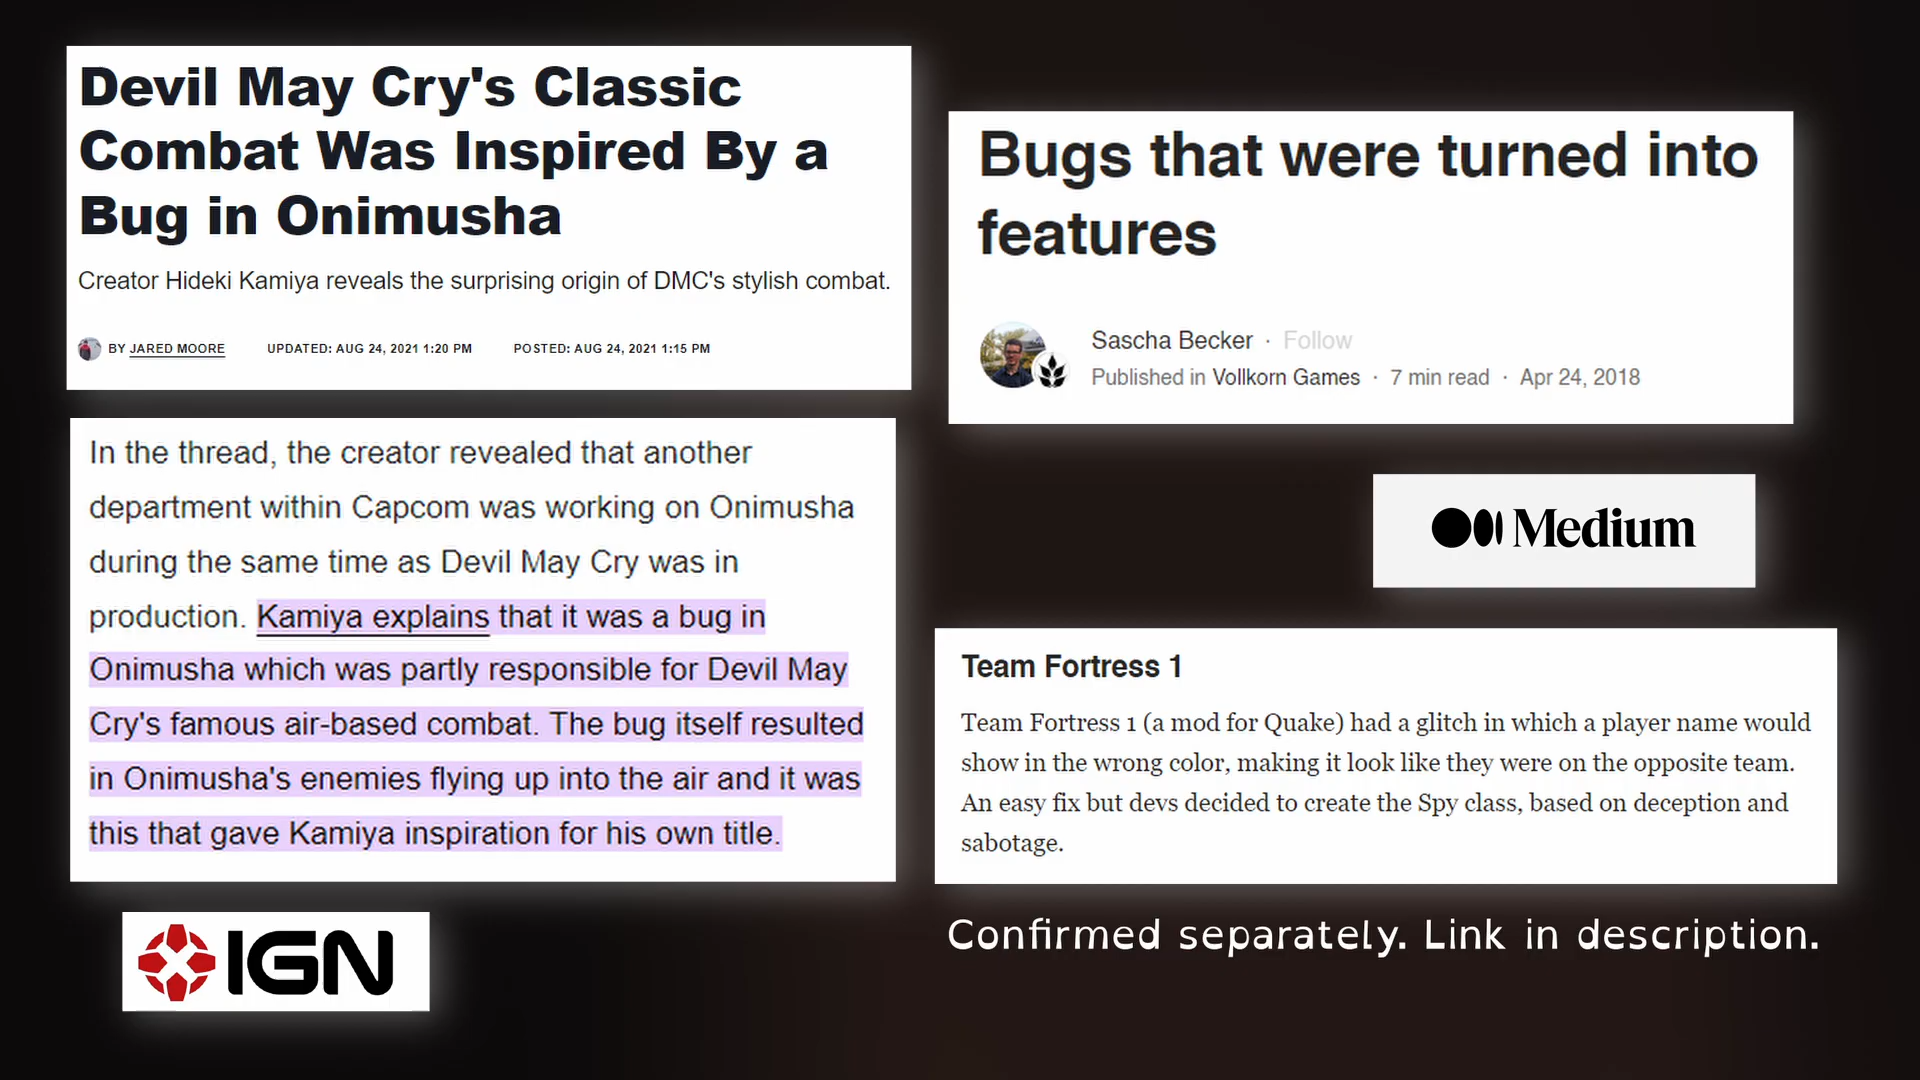 Devil May Cry's Classic
Combat Was Inspired By a
Bug in Onimusha
Creator Hideki Kamiya reveals the surprising origin of DMC's stylish combat.
BY JARED MOORE UPDATED: AUG 24, 2021 1:20 PM POSTED: AUG 24, 2021 1:15 PM
In the thread, the creator revealed that another
department within Capcom was working on Onimusha
during the same time as Devil May Cry was in
production. Kamiya explains that it was a bug in
Onimusha which was partly responsible for Devil May
Cry's famous air-based combat. The bug itself resulted
in Onimusha's enemies flying up into the air and it was
this that gave Kamiya inspiration for his own title.
IGN
Bugs that were turned into
features
Sascha Becker · Follow
Published in Vollkorn Games · 7 min read · Apr 24, 2018
Medium
Team Fortress 1
Team Fortress 1 (a mod for Quake) had a glitch in which a player name would
show in the wrong color, making it look like they were on the opposite team.
An easy fix but devs decided to create the Spy class, based on deception and
sabotage.
Confirmed separately. Link in description.